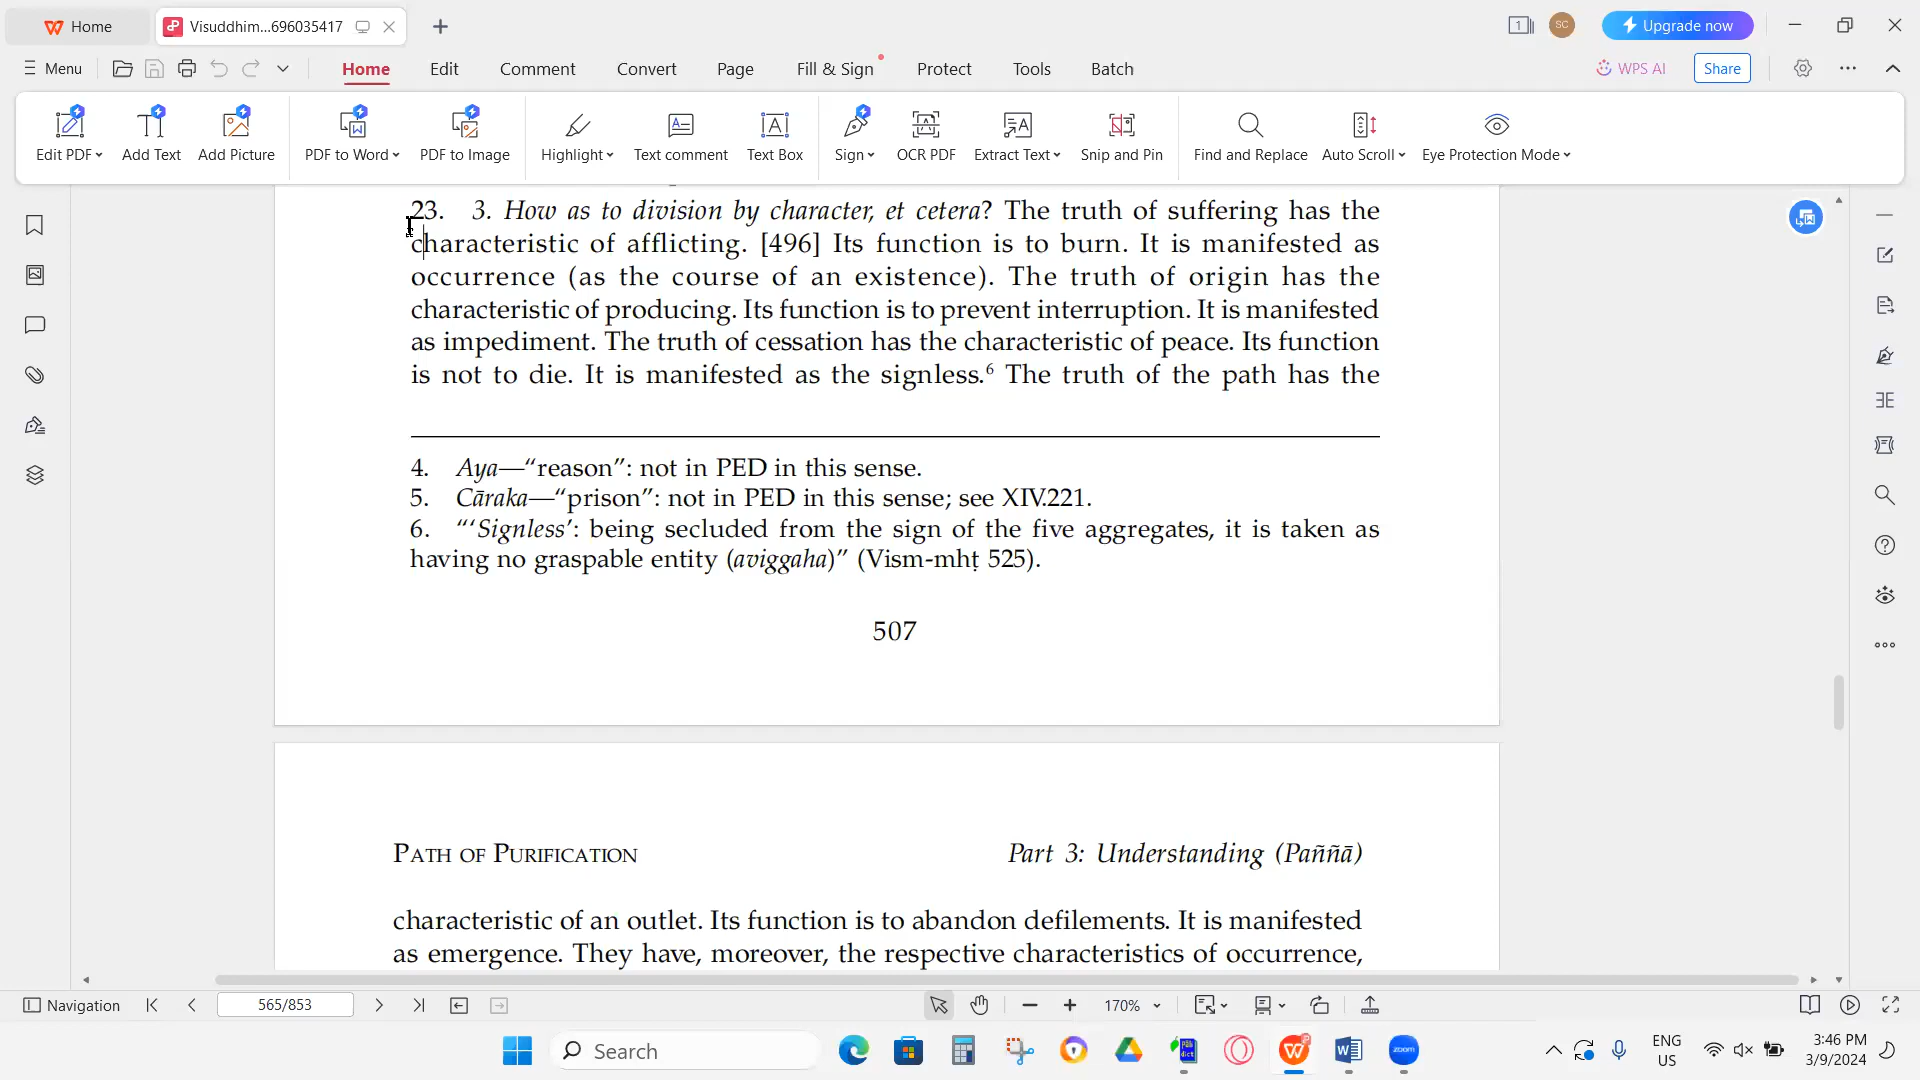 Home
Visuddhim...696035417
1
SC
Upgrade now
Menu
Home
Edit
Comment
Convert
Page
Fill & Sign
Protect
Tools
Batch
WPS AI
Share
Edit PDF
Add Text
Add Picture
PDF to Word
PDF to Image
Highlight
Text comment
Text Box
Sign
OCR PDF
Extract Text
Snip and Pin
Find and Replace
Auto Scroll
Eye Protection Mode
23. 3. How as to division by character, et cetera? The truth of suffering has the
characteristic of afflicting. [496] Its function is to burn. It is manifested as
occurrence (as the course of an existence). The truth of origin has the
characteristic of producing. Its function is to prevent interruption. It is manifested
as impediment. The truth of cessation has the characteristic of peace. Its function
is not to die. It is manifested as the signless.6 The truth of the path has the
4. Aya—“reason”: not in PED in this sense.
5. Cāraka—“prison”: not in PED in this sense; see XIV.221.
6. “‘Signless’: being secluded from the sign of the five aggregates, it is taken as
having no graspable entity (aviggaha)” (Vism-mhṭ 525).
507
PATH OF PURIFICATION
Part 3: Understanding (Paññā)
characteristic of an outlet. Its function is to abandon defilements. It is manifested
as emergence. They have, moreover, the respective characteristics of occurrence,
Navigation
565/853
170%
Search
zoom
ENG
US
3:46 PM
3/9/2024